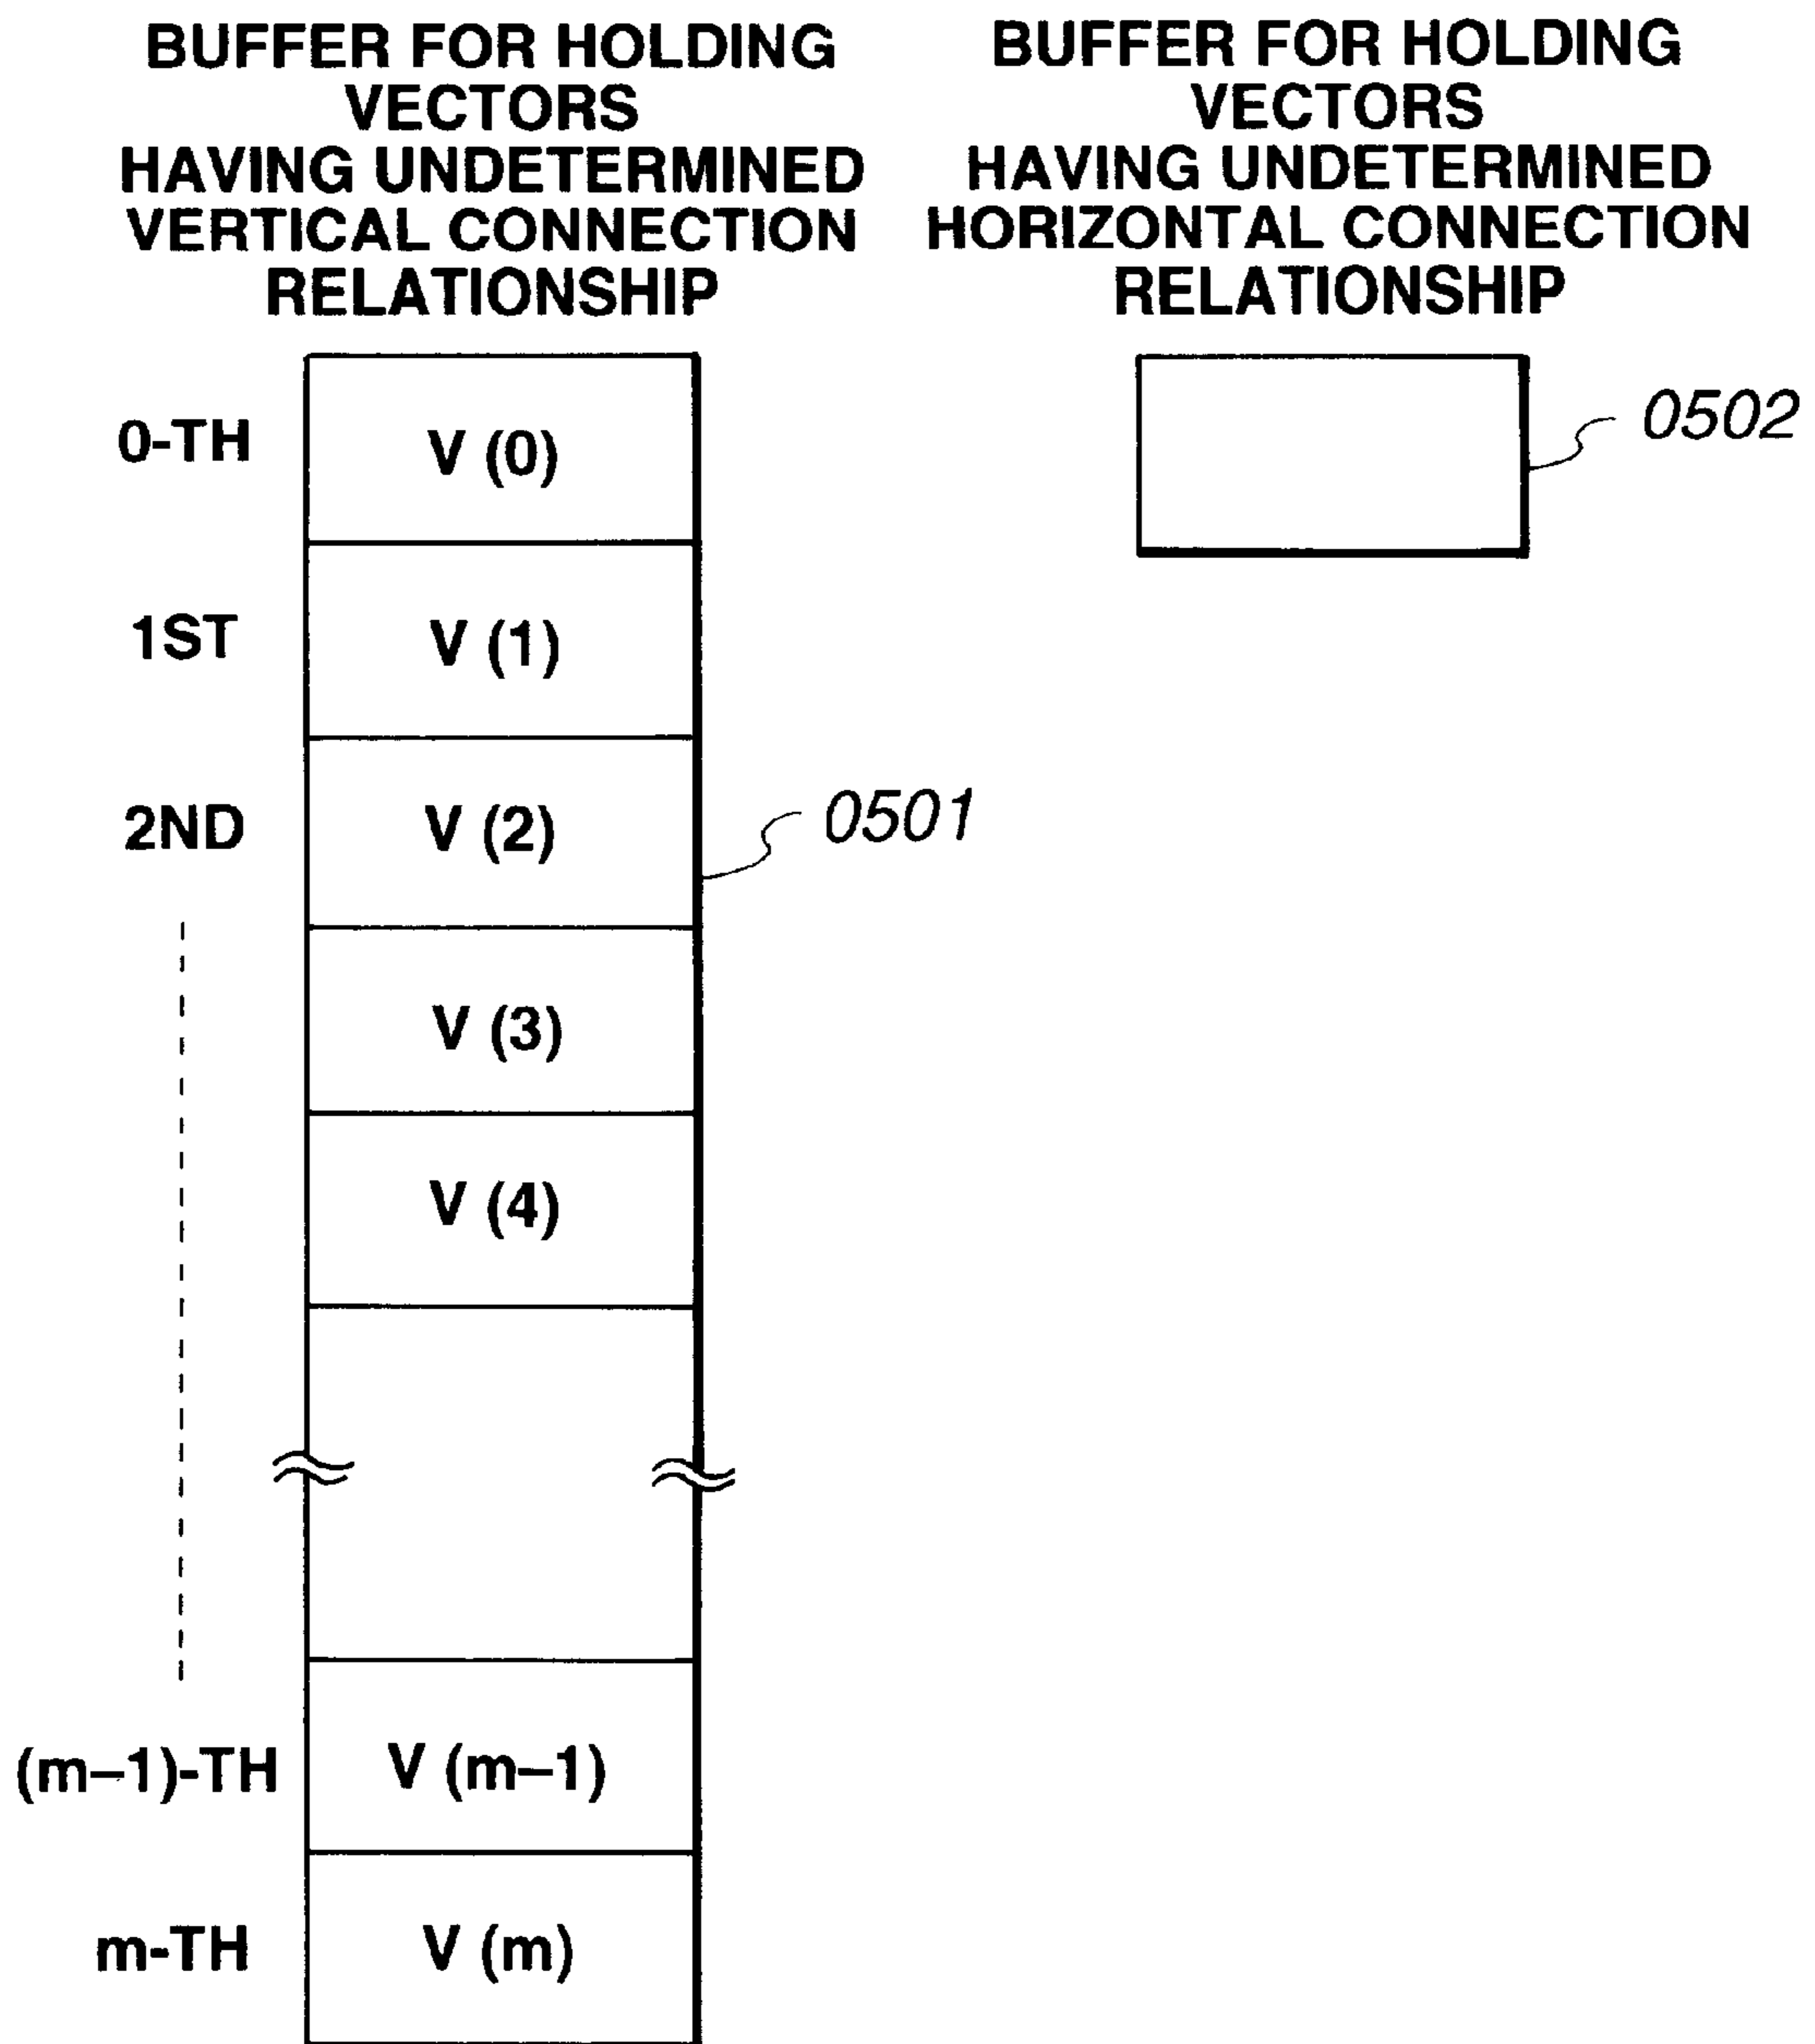 BUFFER FOR HOLDING
VECTORS
HAVING UNDETERMINED
VERTICAL CONNECTION
RELATIONSHIP
BUFFER FOR HOLDING
VECTORS
HAVING UNDETERMINED
HORIZONTAL CONNECTION
RELATIONSHIP
0-TH V (0)
0502
1ST V (1)
2ND V (2)
0501
V (3)
V (4)
(m–1)-TH V (m–1)
m-TH V (m)